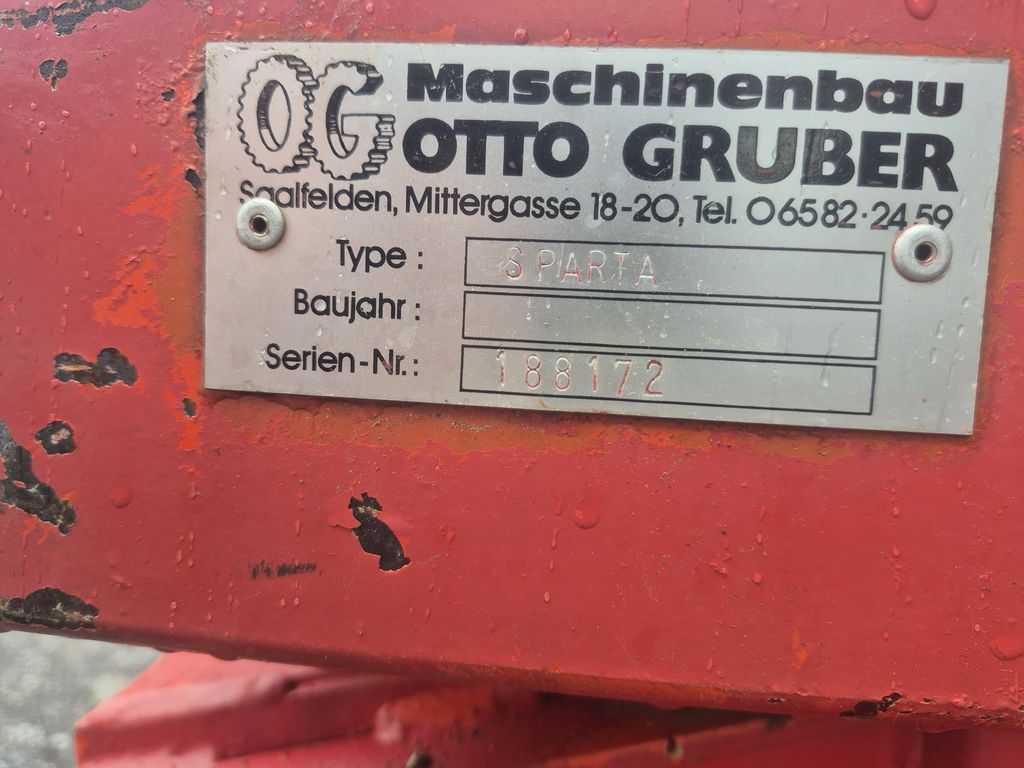 OG Maschinenbau
OTTO GRUBER
Saalfelden, Mittergasse 18-20, Tel. 06582·2459
Type: SPARTA
Baujahr:
Serien-Nr.: 188172